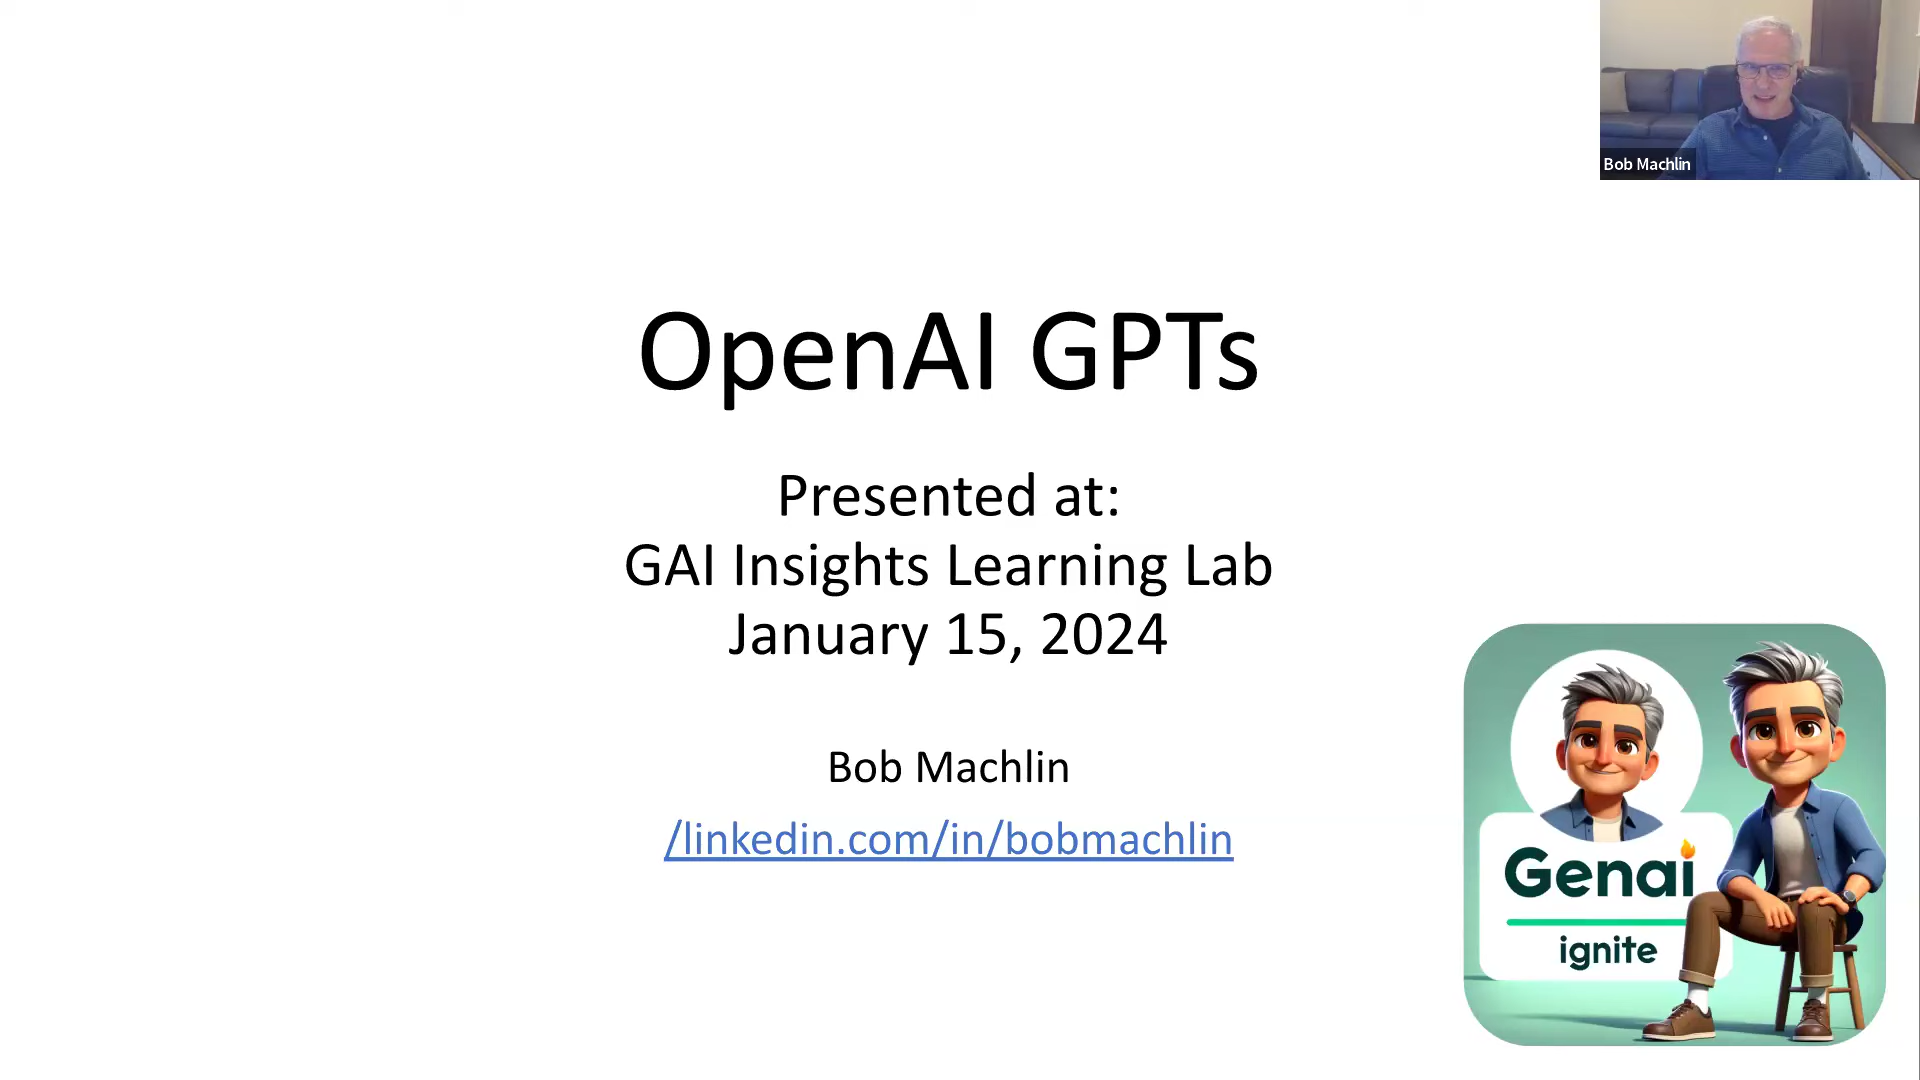 Bob Machlin
OpenAI GPTs
Presented at:
GAI Insights Learning Lab
January 15, 2024
Bob Machlin
/linkedin.com/in/bobmachlin
Genai
ignite